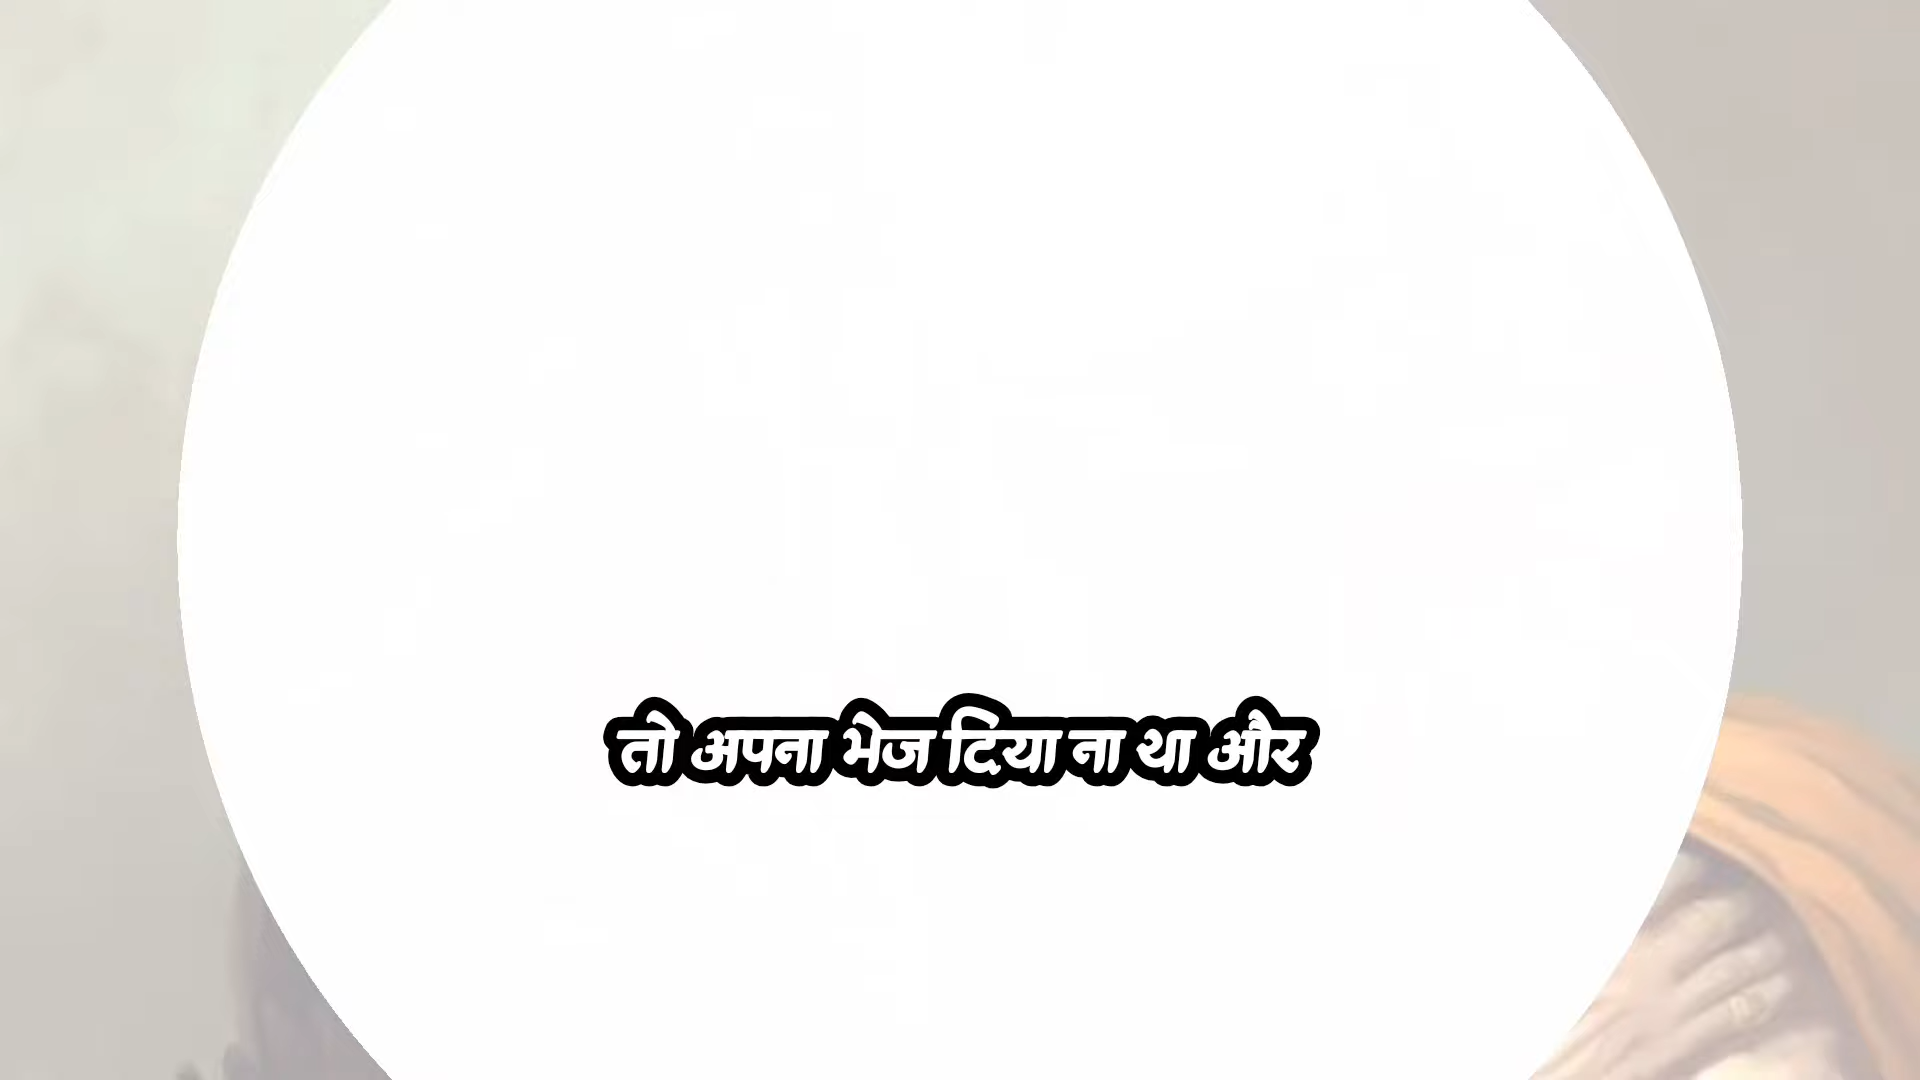 तो अपना भेज दिया ना था और